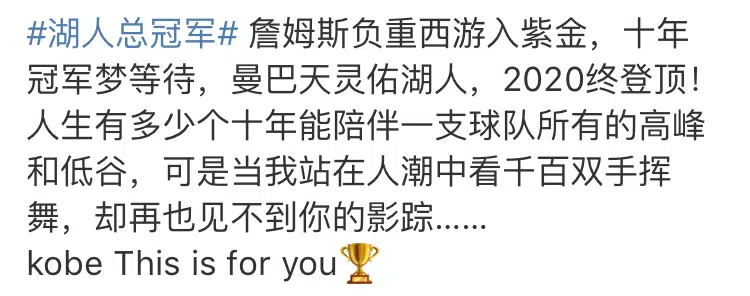 #湖人总冠军# 詹姆斯负重西游入紫金，十年
冠军梦等待，曼巴天灵佑湖人，2020终登顶！
人生有多少个十年能陪伴一支球队所有的高峰
和低谷，可是当我站在人潮中看千百双手挥
舞，却再也见不到你的影踪……
kobe This is for you🏆